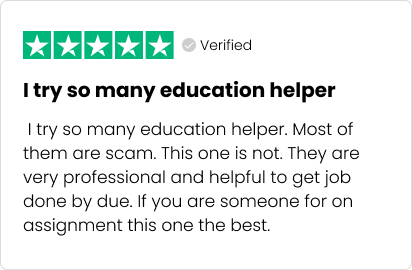 Verified
I try so many education helper
I try so many education helper. Most of
them are scam. This one is not. They are
very professional and helpful to get job
done by due. If you are someone for on
assignment this one the best.